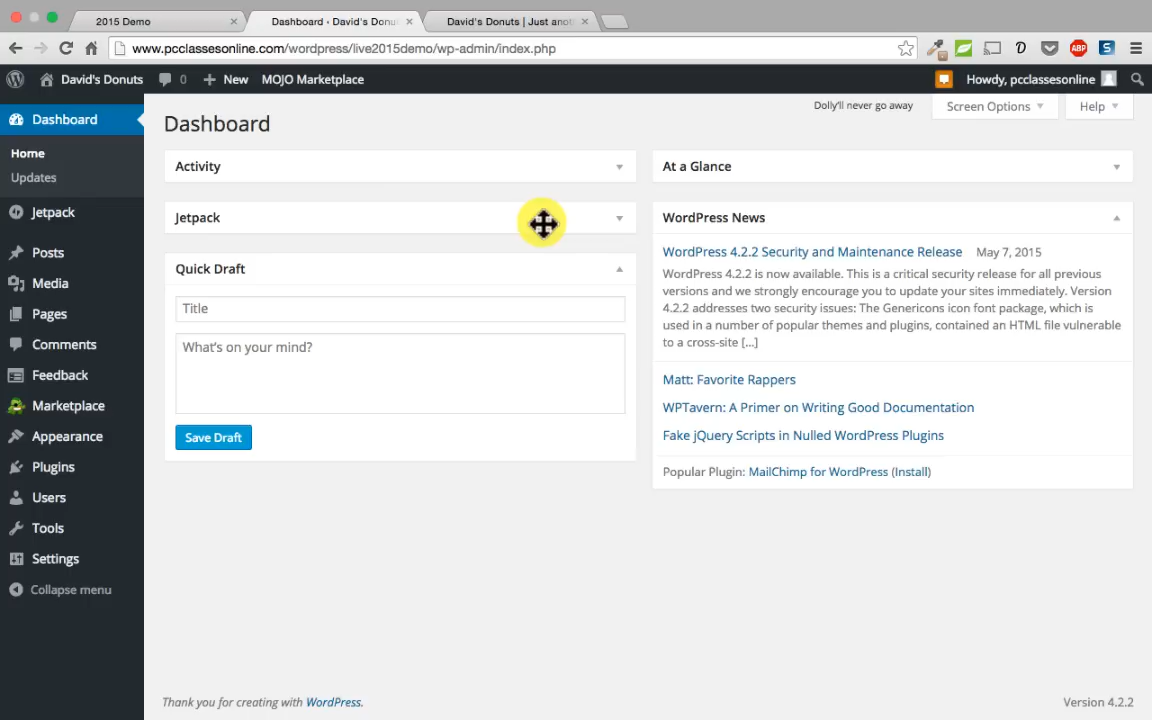 2015 Demo
Dashboard ‹ David's Donu
David's Donuts | Just anot
www.pcclassesonline.com/wordpress/live2015demo/wp-admin/index.php
David's Donuts
0
New
MOJO Marketplace
Howdy, pcclassesonline
Dashboard
Home
Updates
Jetpack
Posts
Media
Pages
Comments
Feedback
Marketplace
Appearance
Plugins
Users
Tools
Settings
Collapse menu
Dolly'll never go away
Screen Options
Help
Dashboard
Activity
Jetpack
Quick Draft
Title
What's on your mind?
Save Draft
At a Glance
WordPress News
WordPress 4.2.2 Security and Maintenance Release May 7, 2015
WordPress 4.2.2 is now available. This is a critical security release for all previous
versions and we strongly encourage you to update your sites immediately. Version
4.2.2 addresses two security issues: The Genericons icon font package, which is
used in a number of popular themes and plugins, contained an HTML file vulnerable
to a cross-site […]
Matt: Favorite Rappers
WPTavern: A Primer on Writing Good Documentation
Fake jQuery Scripts in Nulled WordPress Plugins
Popular Plugin: MailChimp for WordPress (Install)
Thank you for creating with WordPress.
Version 4.2.2
ABP